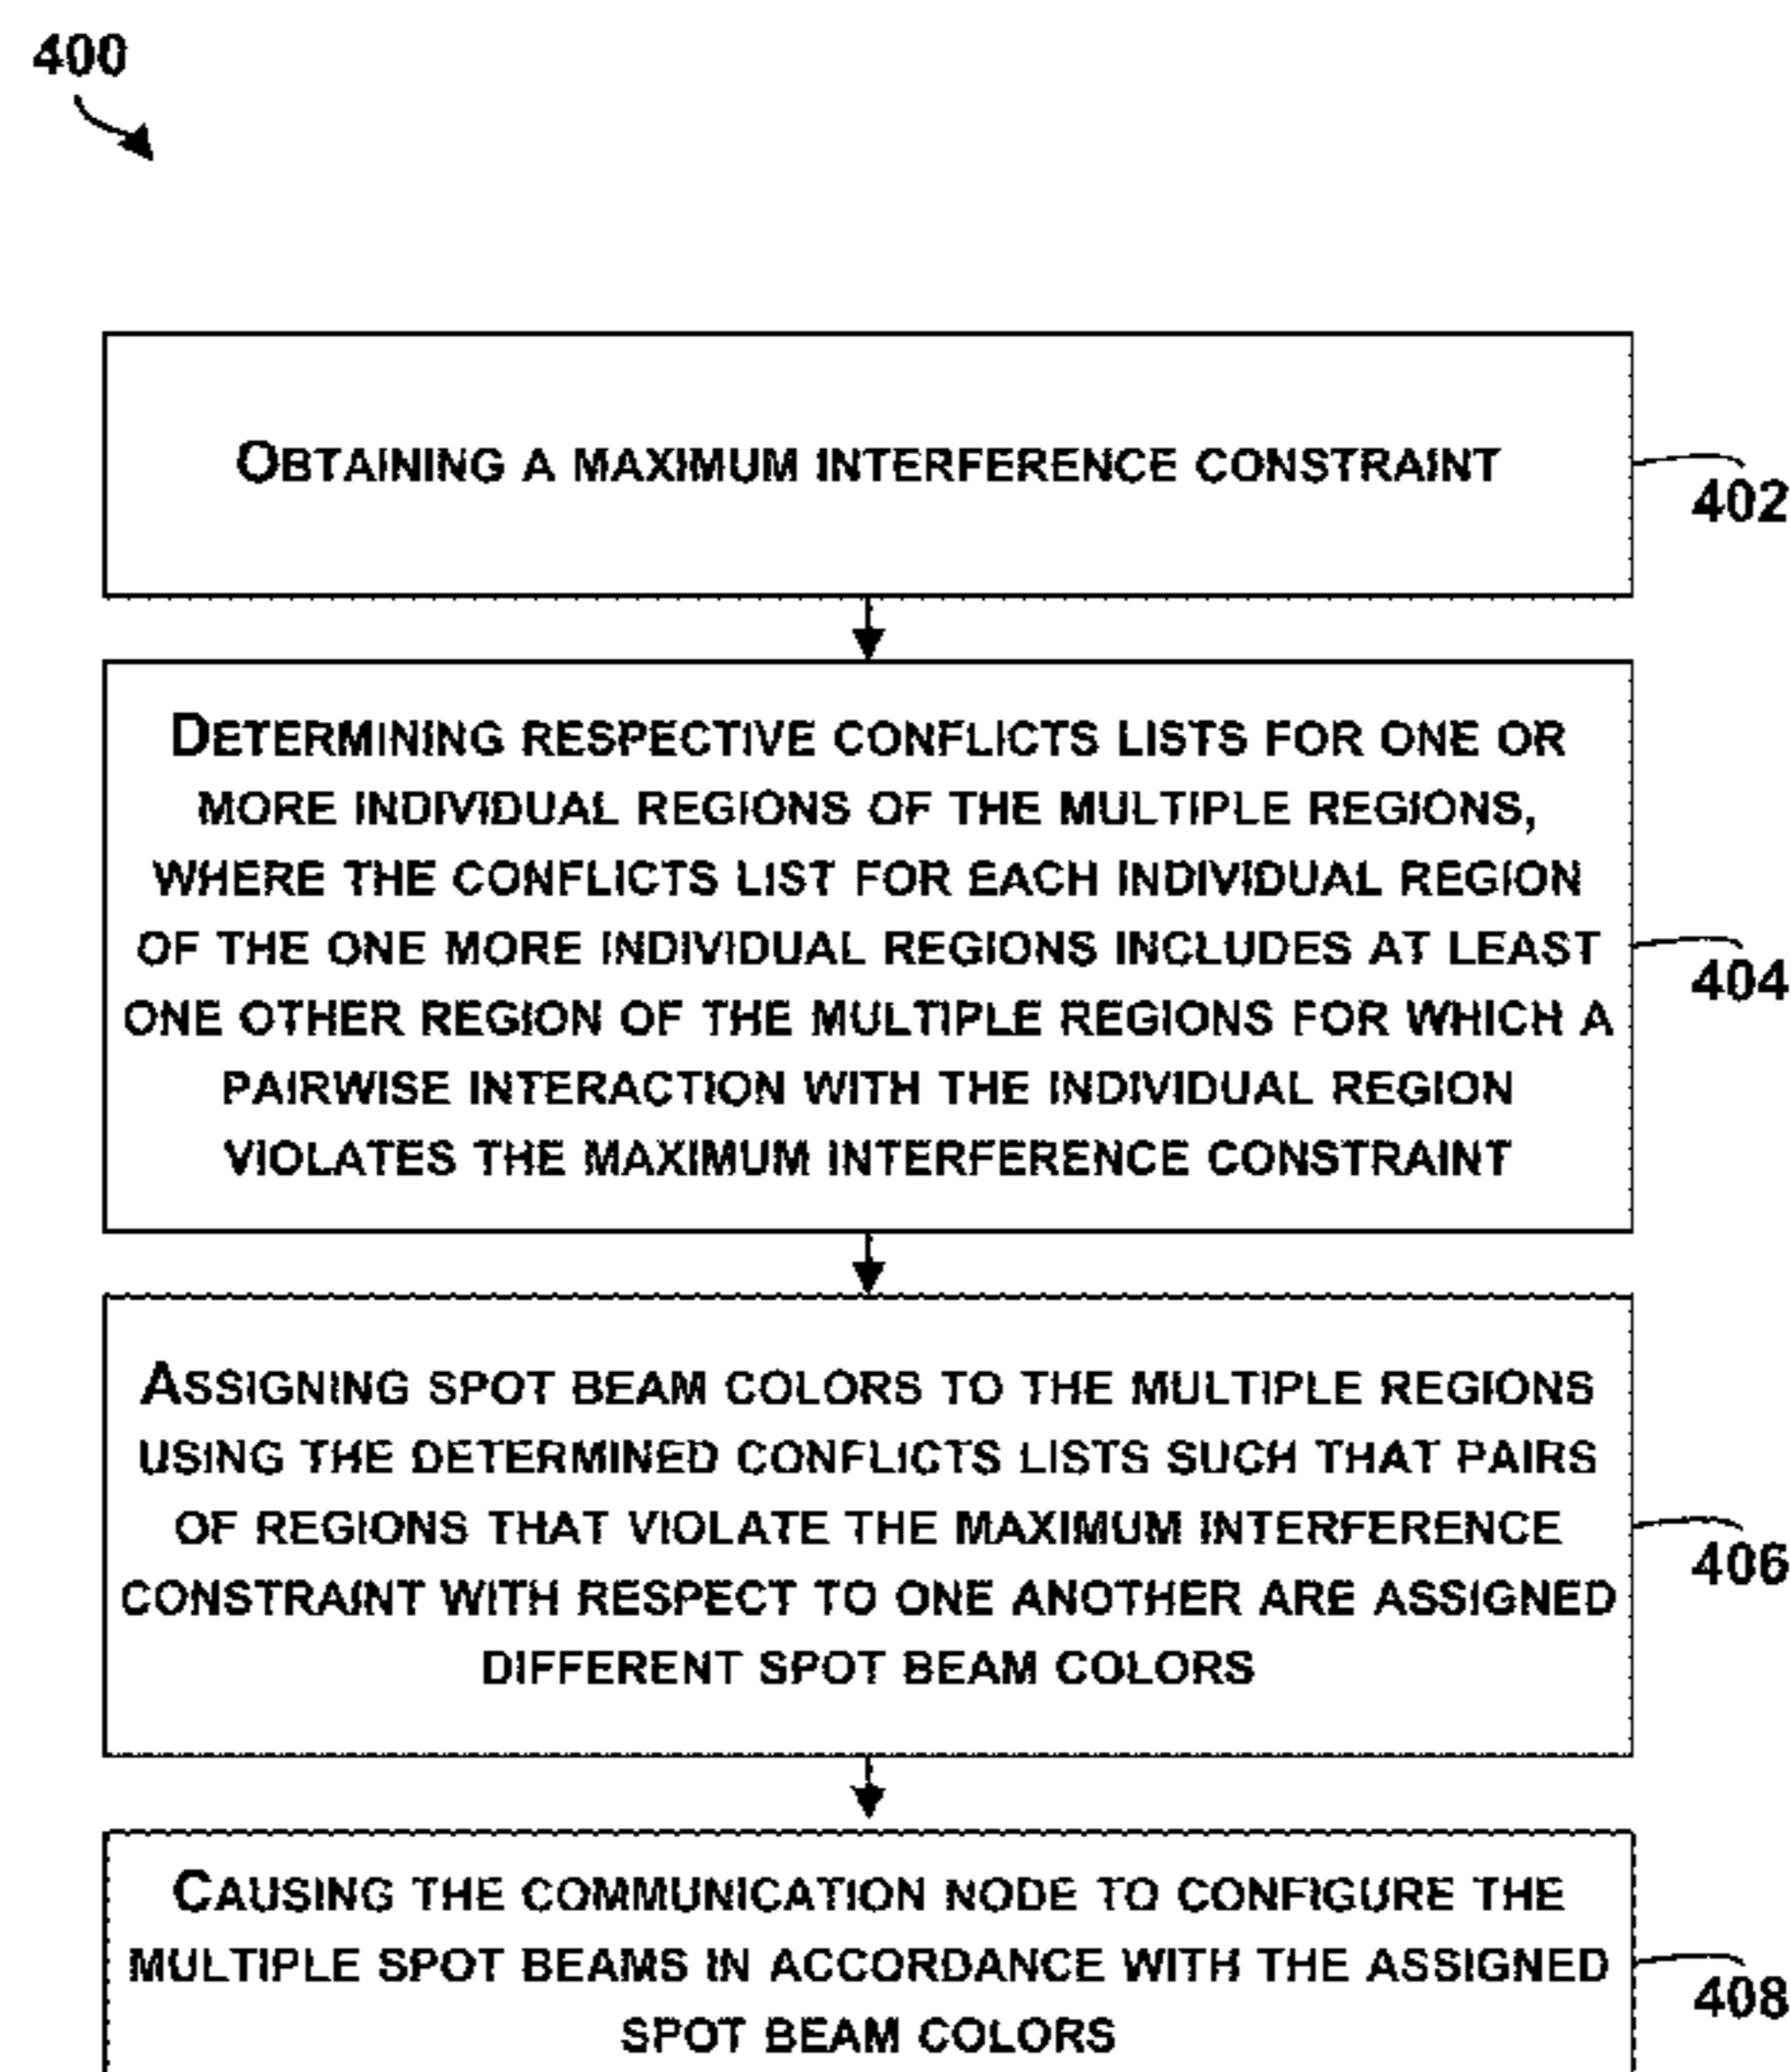 400
OBTAINING A MAXIMUM INTERFERENCE CONSTRAINT
402
DETERMINING RESPECTIVE CONFLICTS LISTS FOR ONE OR
MORE INDIVIDUAL REGIONS OF THE MULTIPLE REGIONS,
WHERE THE CONFLICTS LIST FOR EACH INDIVIDUAL REGION
OF THE ONE MORE INDIVIDUAL REGIONS INCLUDES AT LEAST
ONE OTHER REGION OF THE MULTIPLE REGIONS FOR WHICH A
PAIRWISE INTERACTION WITH THE INDIVIDUAL REGION
VIOLATES THE MAXIMUM INTERFERENCE CONSTRAINT
404
ASSIGNING SPOT BEAM COLORS TO THE MULTIPLE REGIONS
USING THE DETERMINED CONFLICTS LISTS SUCH THAT PAIRS
OF REGIONS THAT VIOLATE THE MAXIMUM INTERFERENCE
CONSTRAINT WITH RESPECT TO ONE ANOTHER ARE ASSIGNED
DIFFERENT SPOT BEAM COLORS
406
CAUSING THE COMMUNICATION NODE TO CONFIGURE THE
MULTIPLE SPOT BEAMS IN ACCORDANCE WITH THE ASSIGNED
SPOT BEAM COLORS
408